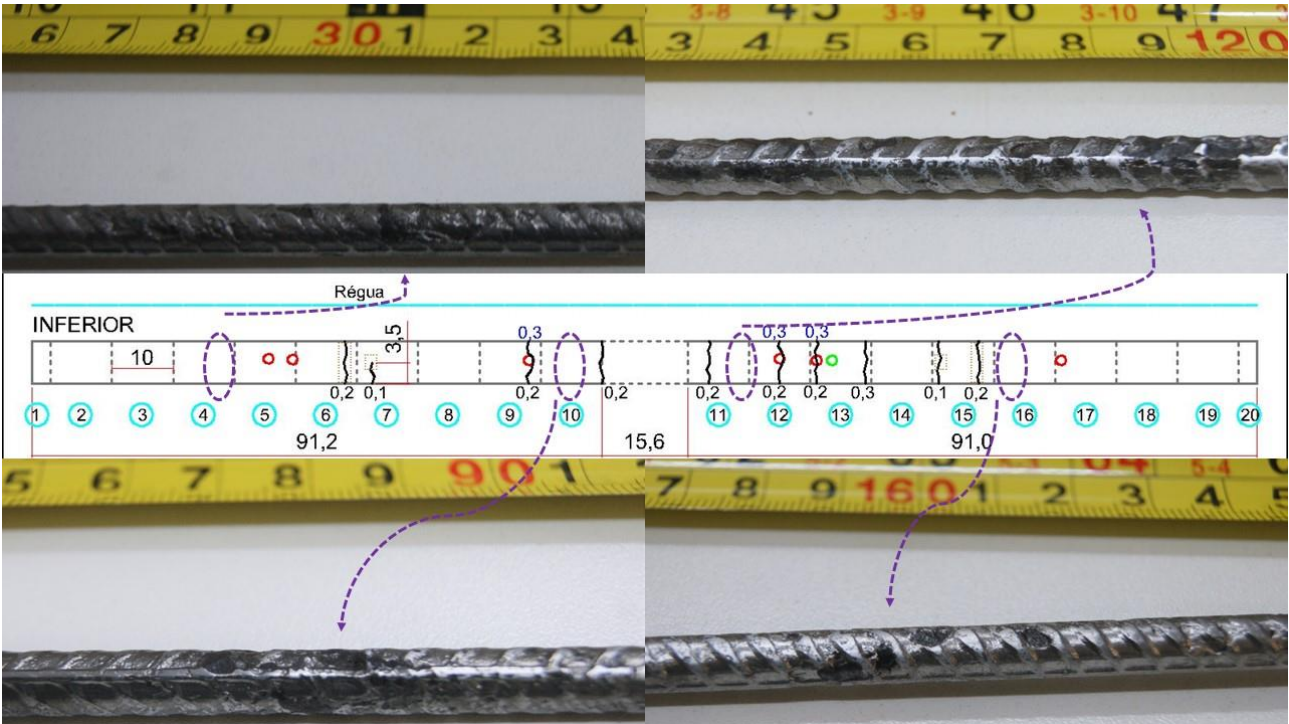 6 7 8 9 30 1 2 3 4
3-8 45 3-9 46 3-10 47
3 4 5 6 7 8 9 120
Régua
INFERIOR
0,3 0,3 0,3
10 3,5
0,2 0,1 0,2 0,2 0,2 0,2 0,2 0,3 0,1 0,2
1 2 3 4 5 6 7 8 9 10 11 12 13 14 15 16 17 18 19 20
91,2 15,6 91,0
5 6 7 8 9 90 1
5-4
7 8 9 160 1 2 3 4 5